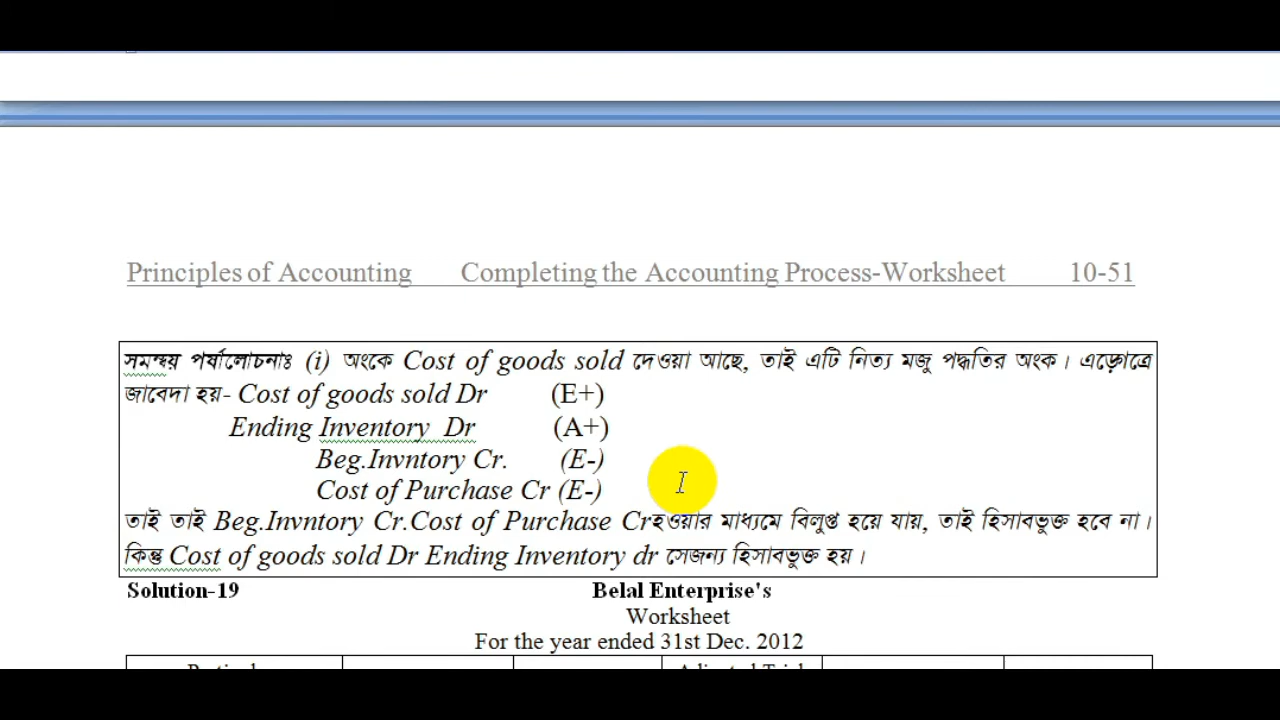 Principles of Accounting Completing the Accounting Process-Worksheet 10-51
সমন্বয় পর্যালোচনাঃ (i) অংকে Cost of goods sold দেওয়া আছে, তাই এটি নিত্য মজু পদ্ধতির অংক। এড়্গেত্রে
জাবেদা হয়- Cost of goods sold Dr (E+)
Ending Inventory Dr (A+)
Beg.Invntory Cr. (E-)
Cost of Purchase Cr (E-)
তাই তাই Beg.Invntory Cr.Cost of Purchase Crহওয়ার মাধ্যমে বিলুপ্ত হয়ে যায়, তাই হিসাবভুক্ত হবে না।
কিন্তু Cost of goods sold Dr Ending Inventory dr সেজন্য হিসাবভুক্ত হয়।
Solution-19 Belal Enterprise's
Worksheet
For the year ended 31st Dec. 2012